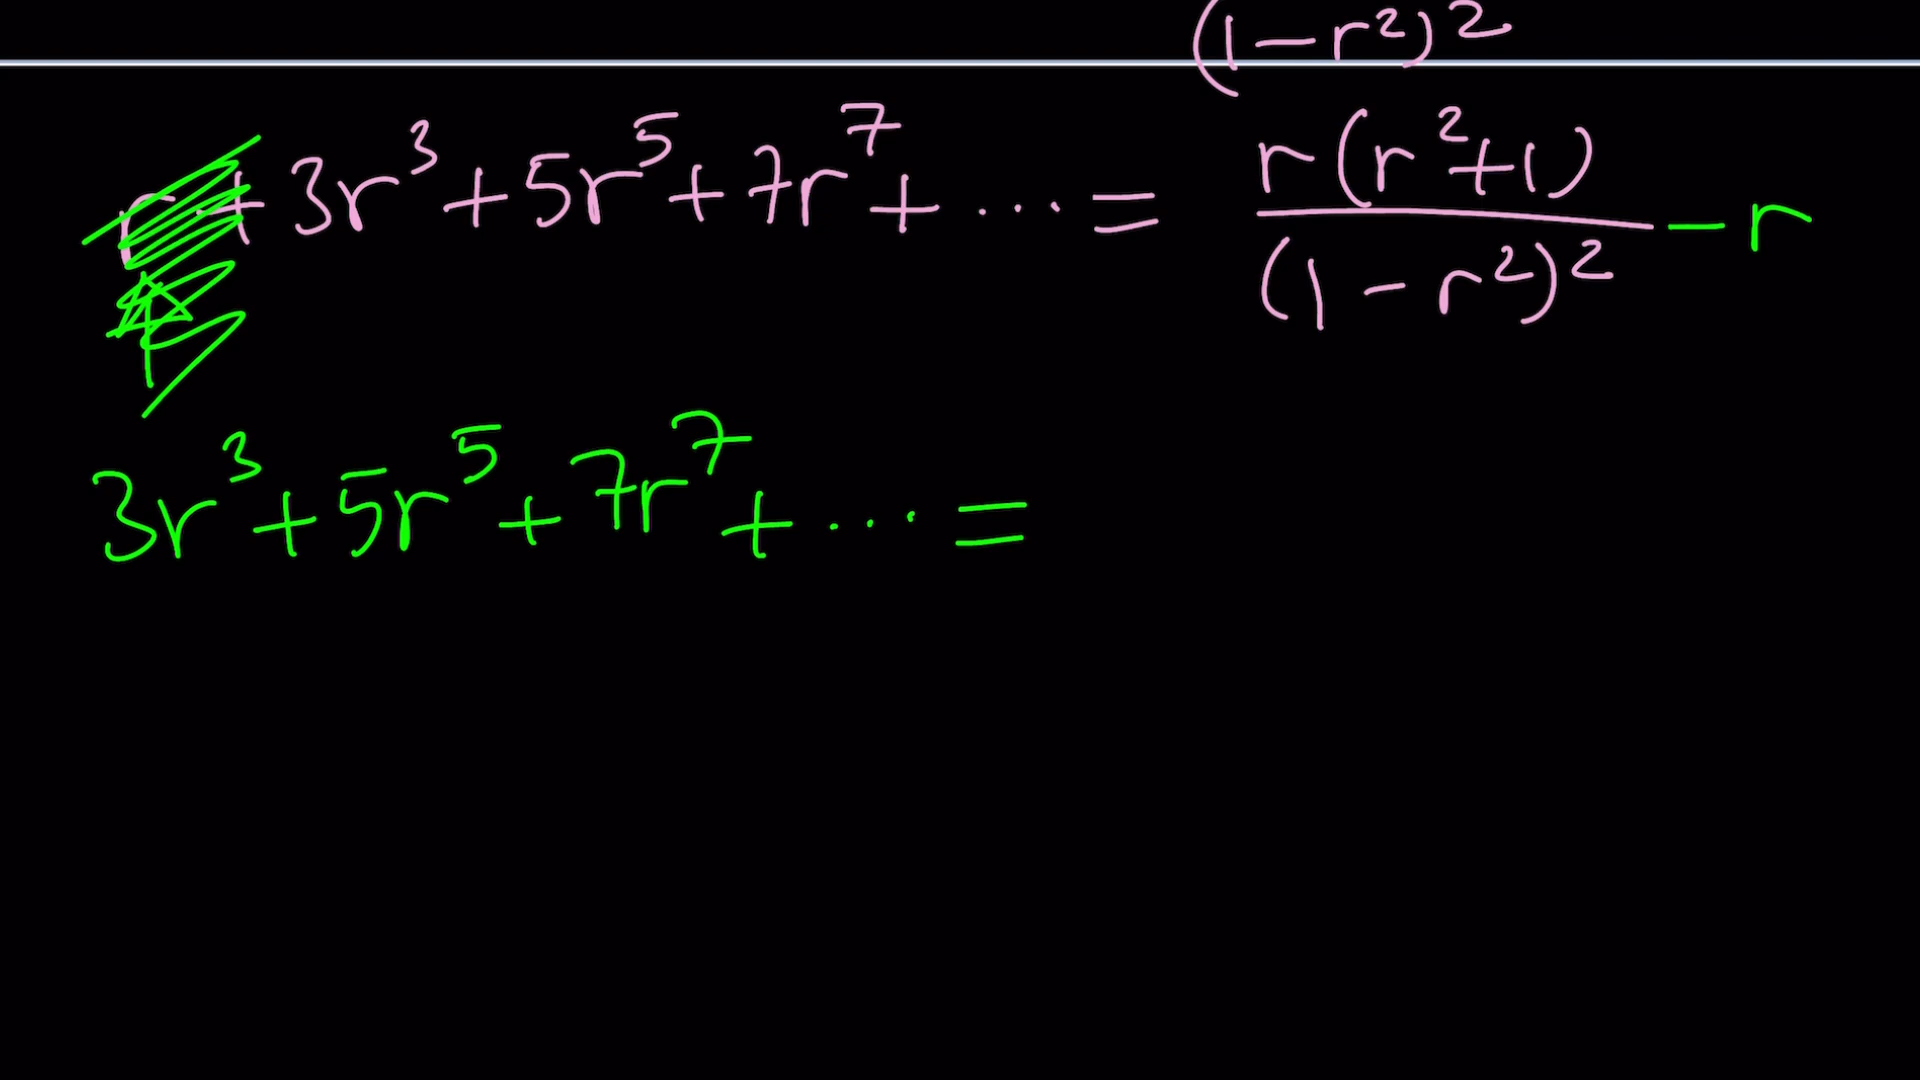 (1-r²)²
r + 3r³+5r⁵+7r⁷+ ... = r(r²+1)/(1-r²)² - r
3r³+5r⁵+7r⁷+ ... =